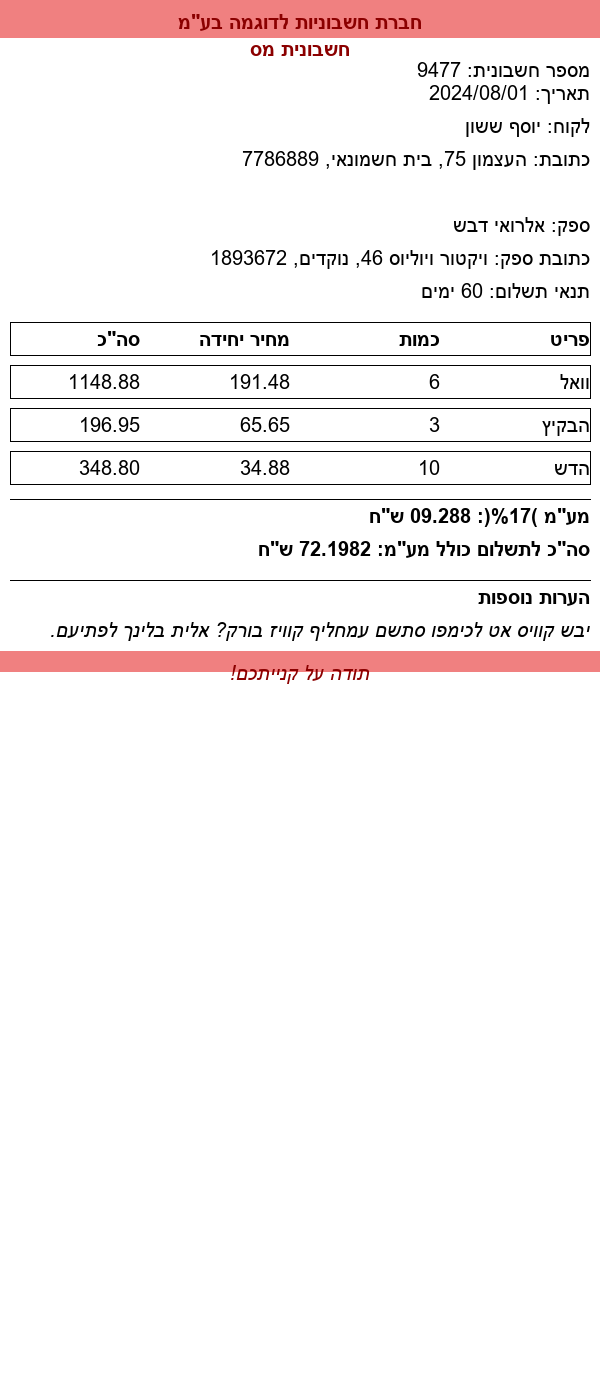 חברת חשבוניות לדוגמה בע"מ
חשבונית מס
מספר חשבונית: 9477
תאריך: 2024/08/01
לקוח: יוסף ששון
כתובת: העצמון 75, בית חשמונאי, 7786889
ספק: אלרואי דבש
כתובת ספק: ויקטור ויוליוס 46, נוקדים, 1893672
תנאי תשלום: 60 ימים
פריט כמות מחיר יחידה סה"כ
וואל 6 191.48 1148.88
הבקיץ 3 65.65 196.95
הדש 10 34.88 348.80
מע"מ )17%(: 09.288 ש"ח
סה"כ לתשלום כולל מע"מ: 72.1982 ש"ח
הערות נוספות
יבש קוויס אט לכימפו סתשם עמחליף קוויז בורק? אלית בלינך לפתיעם.
תודה על קנייתכם!